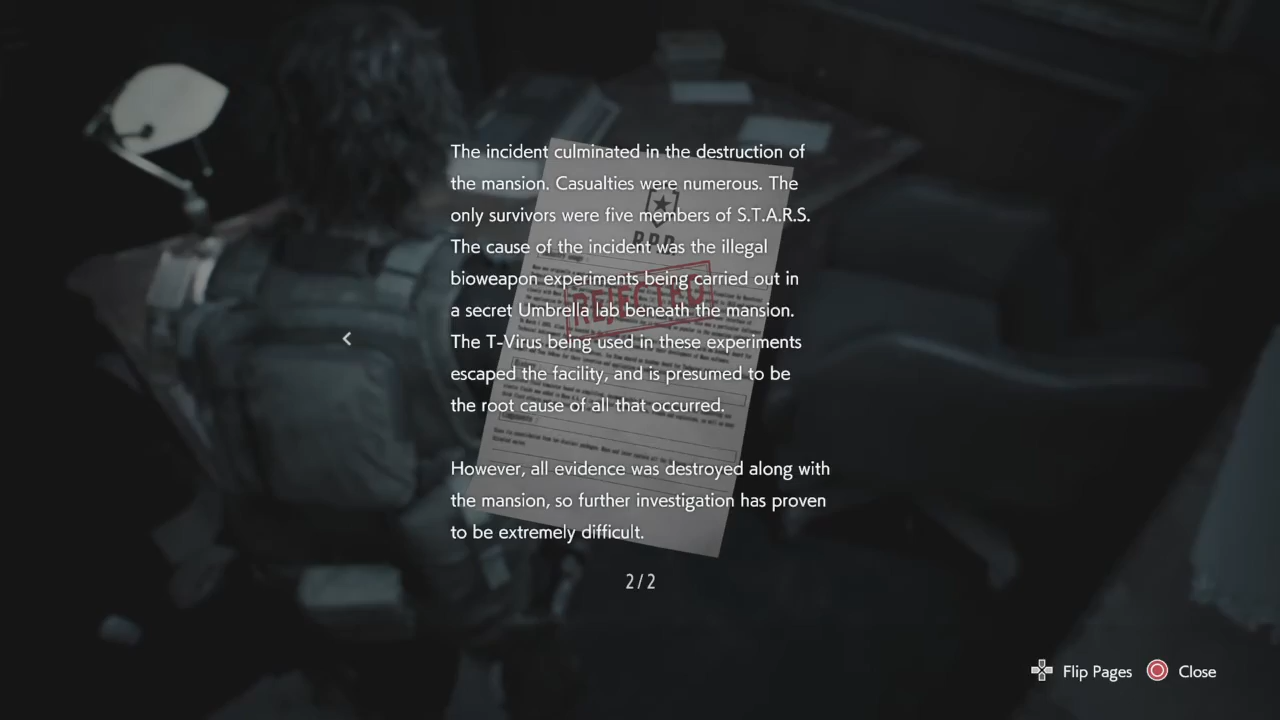 The incident culminated in the destruction of
the mansion. Casualties were numerous. The
only survivors were five members of S.T.A.R.S.
The cause of the incident was the illegal
bioweapon experiments being carried out in
a secret Umbrella lab beneath the mansion.
The T-Virus being used in these experiments
escaped the facility, and is presumed to be
the root cause of all that occurred.
However, all evidence was destroyed along with
the mansion, so further investigation has proven
to be extremely difficult.
2/2
R.P.D.
REJECTED
Flip Pages
Close